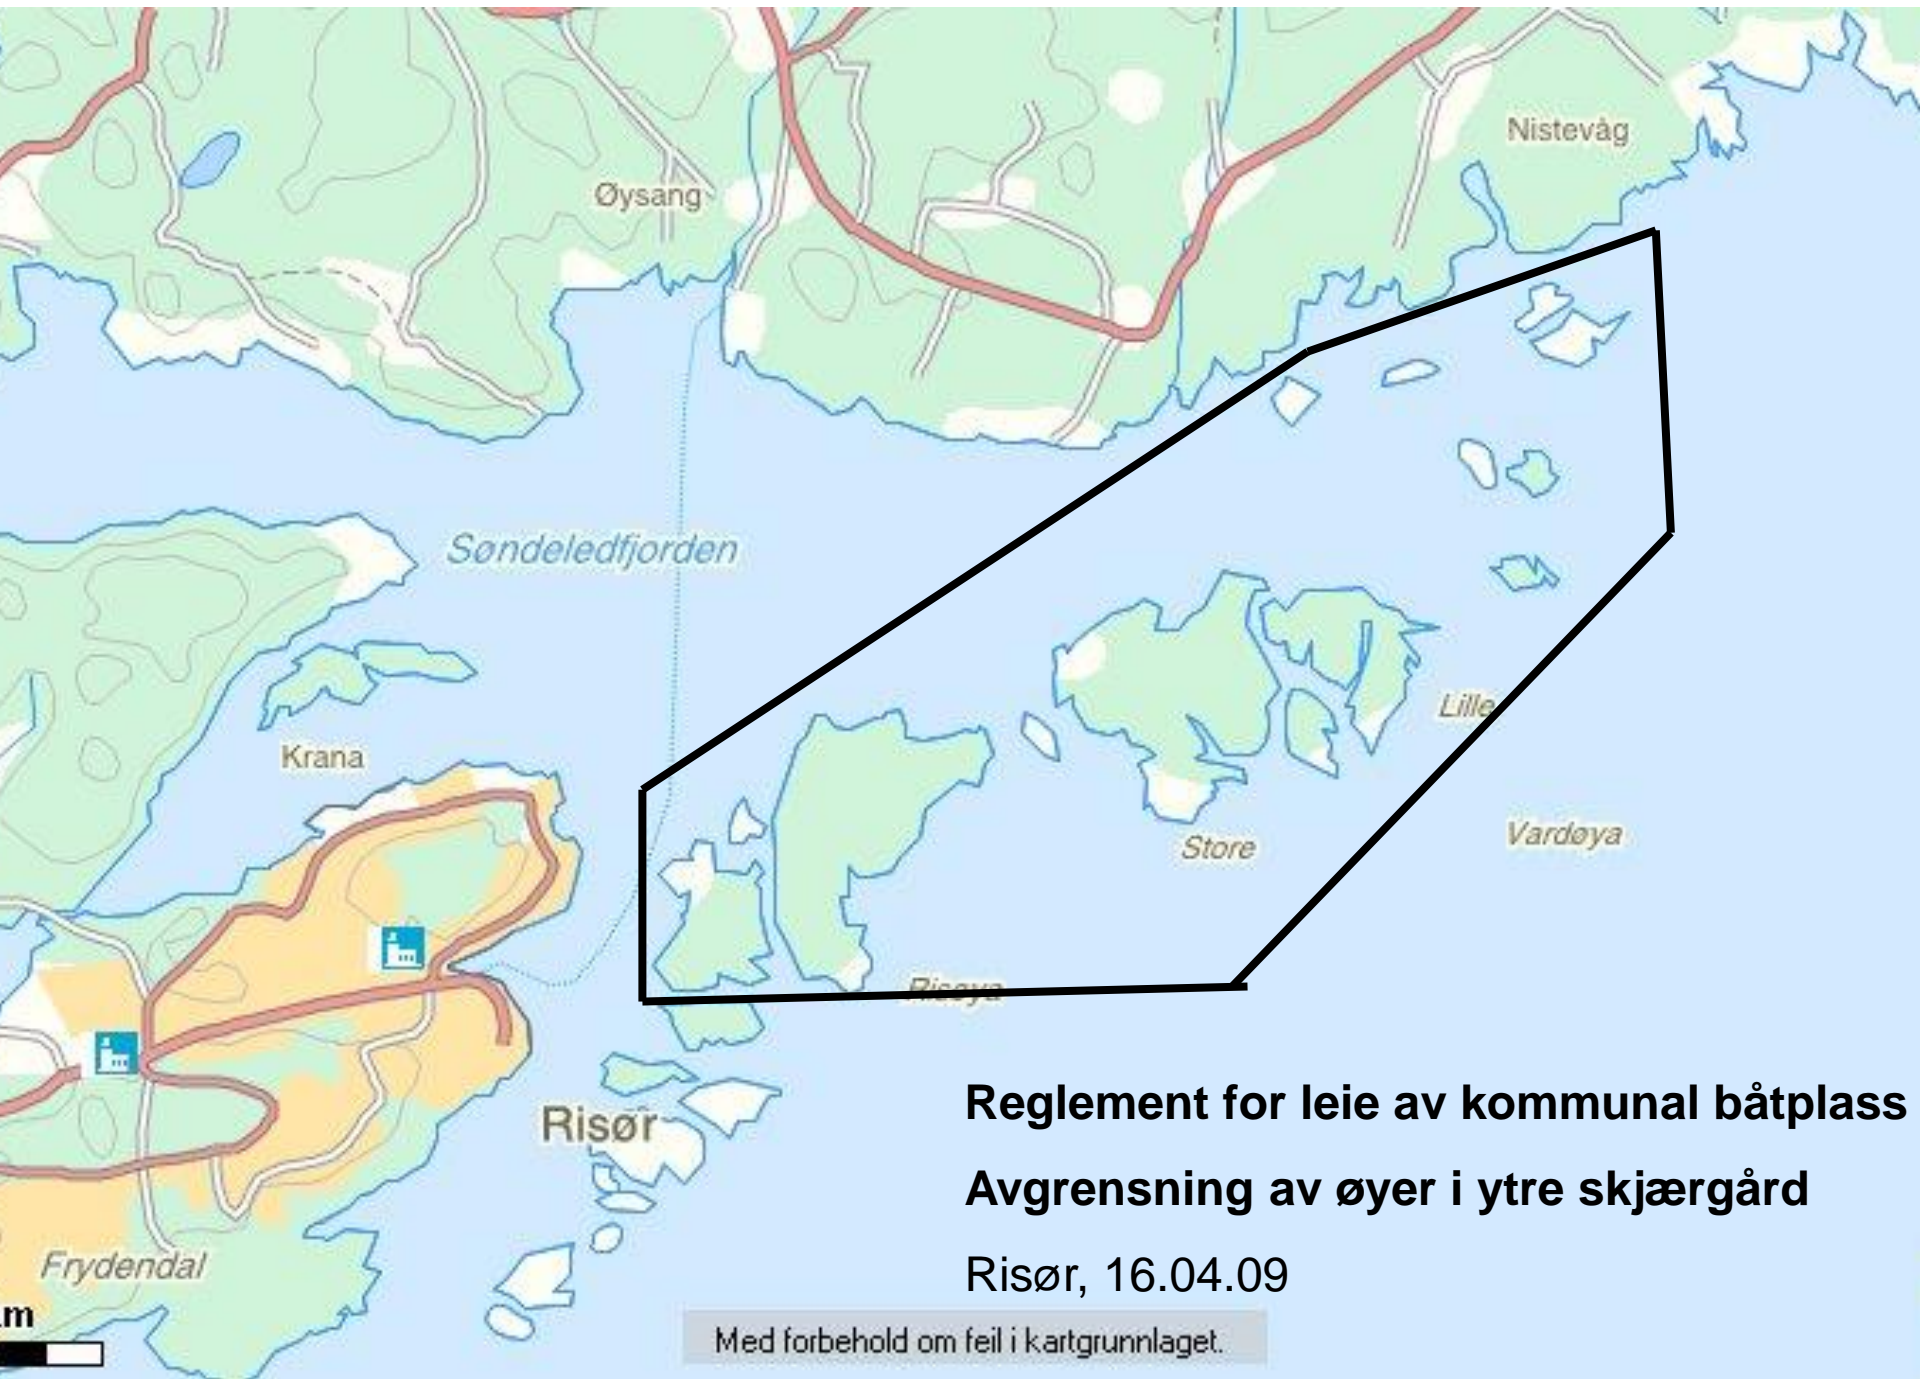 Nistevåg
Øysang
Søndeledfjorden
Krana
Lille
Vardøya
Store
Risøya
Risør
Reglement for leie av kommunal båtplass
Avgrensning av øyer i ytre skjærgård
Risør, 16.04.09
Frydendal
m
Med forbehold om feil i kartgrunnlaget.